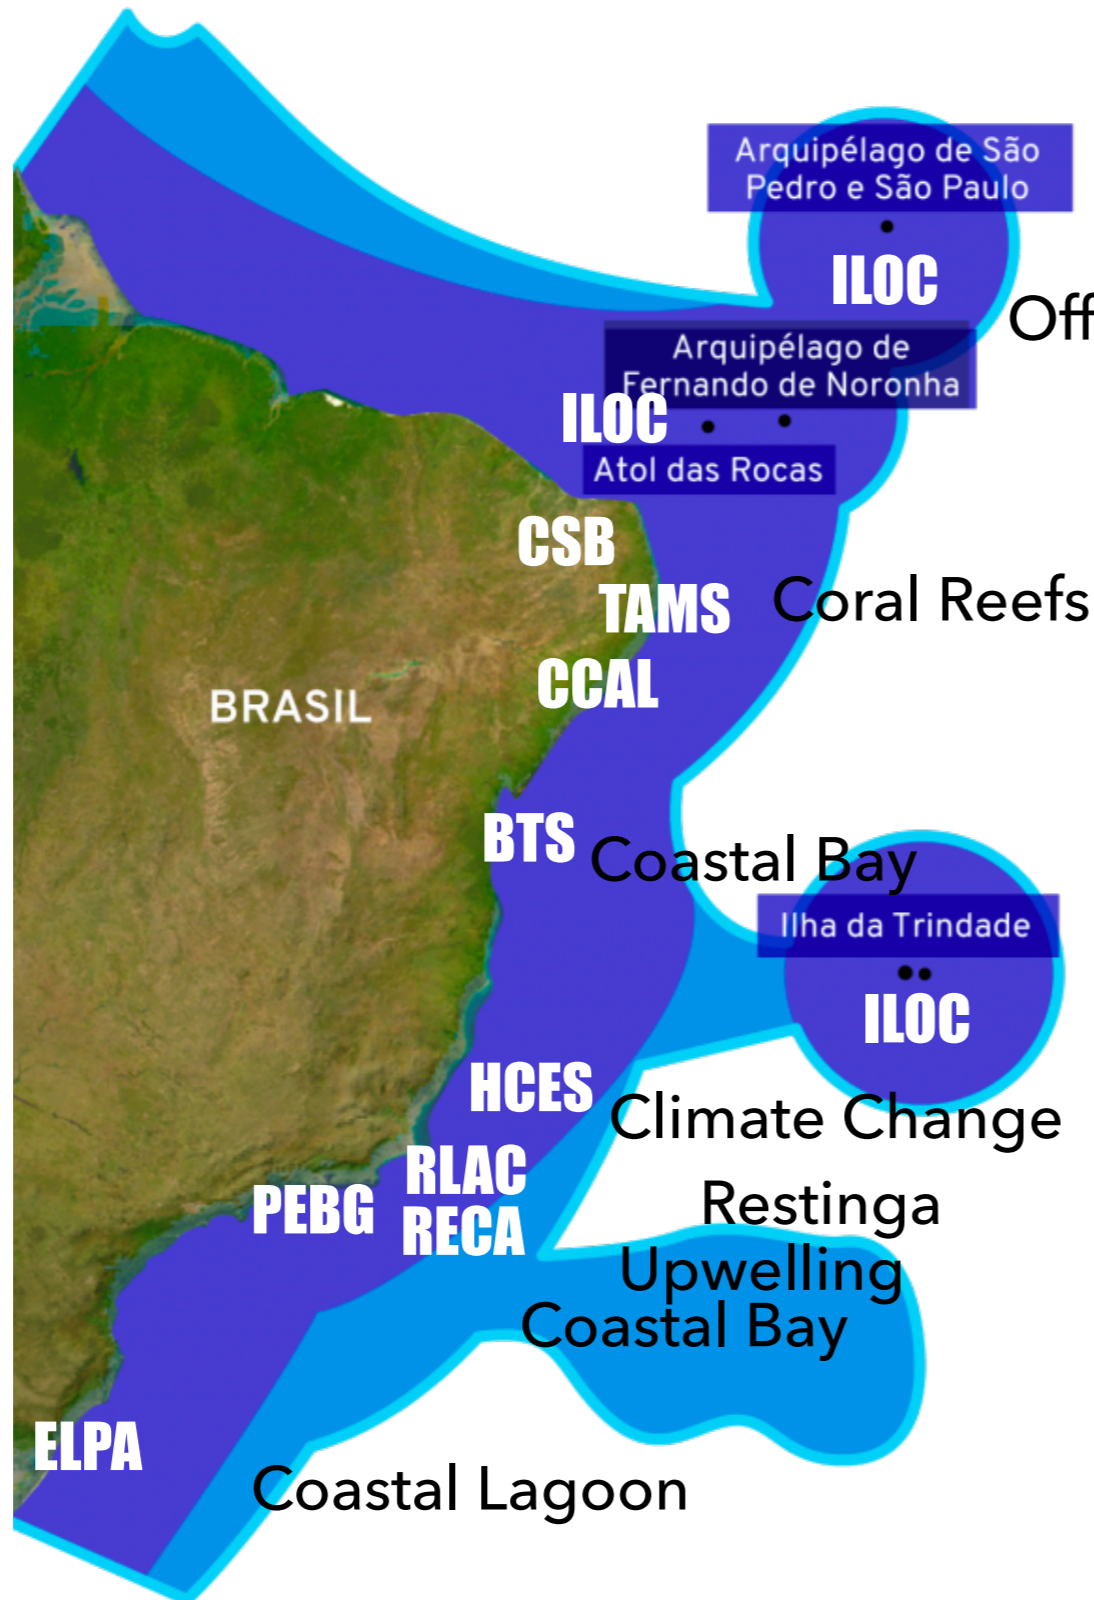 Arquipélago de São
Pedro e São Paulo
ILOC
Off
Arquipélago de
Fernando de Noronha
ILOC
Atol das Rocas
CSB
TAMS
Coral Reefs
CCAL
BRASIL
BTS
Coastal Bay
Ilha da Trindade
ILOC
HCES
Climate Change
RLAC
PEBG
Restinga
RECA
Upwelling
Coastal Bay
ELPA
Coastal Lagoon